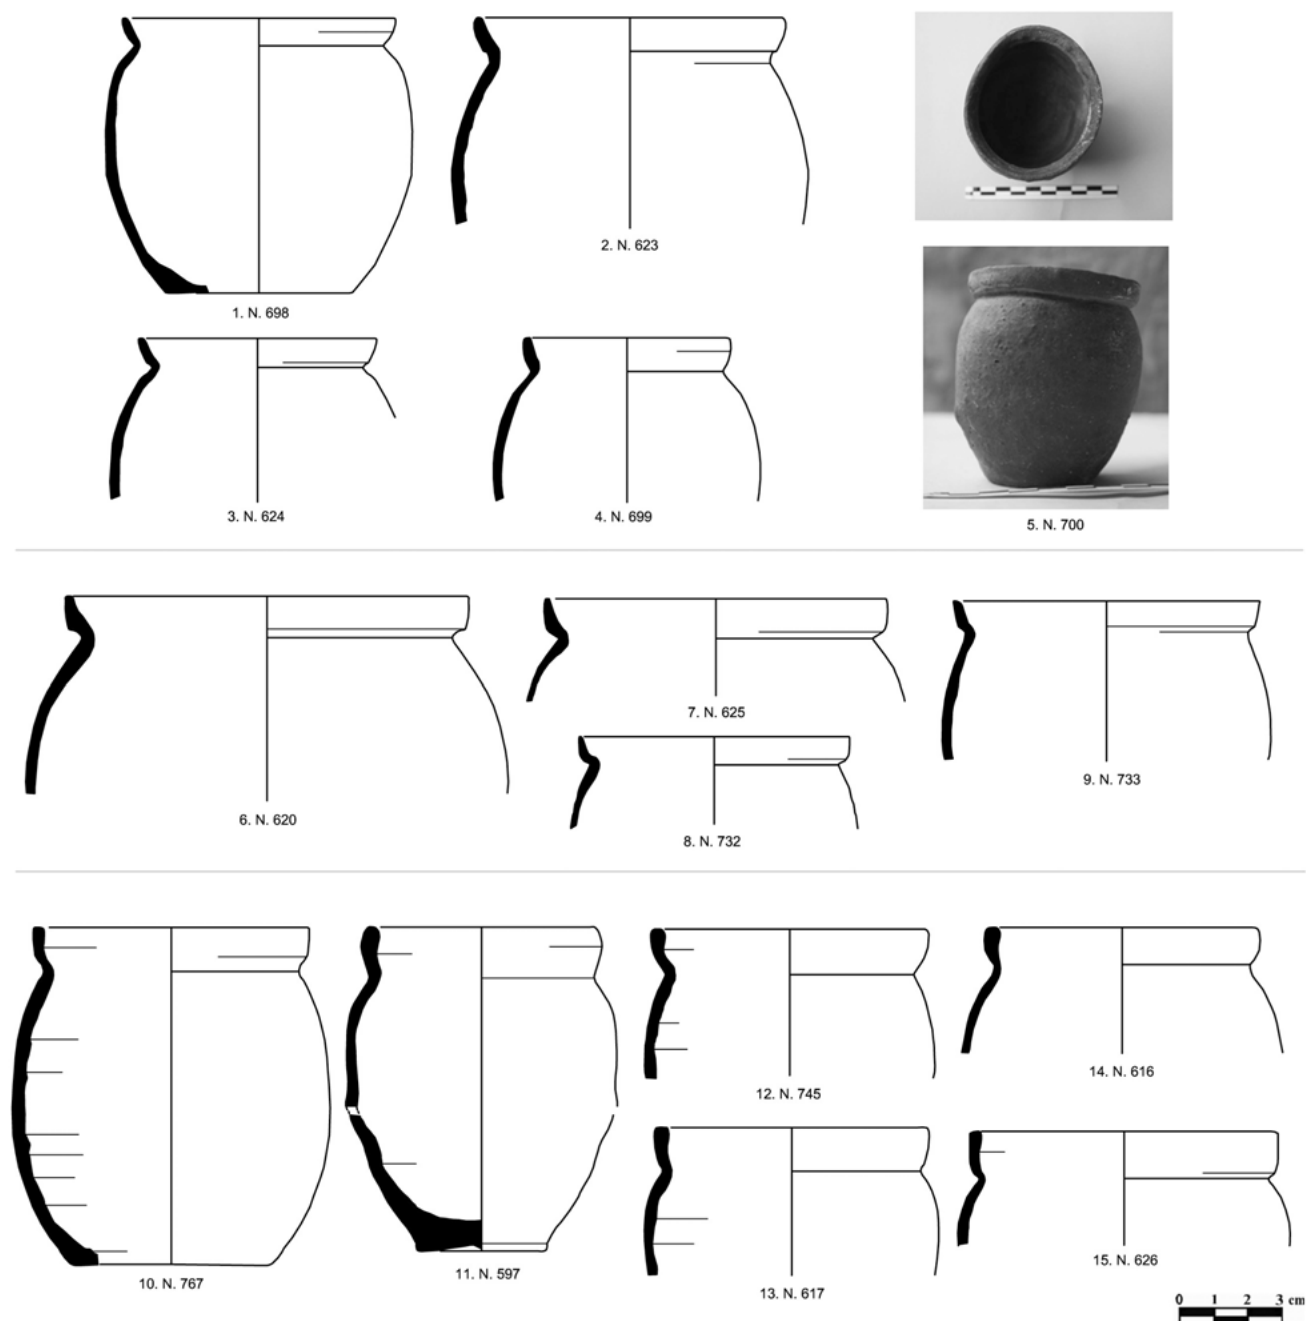 1. N. 698
2. N. 623
3. N. 624
4. N. 699
5. N. 700
6. N. 620
7. N. 625
8. N. 732
9. N. 733
10. N. 767
11. N. 597
12. N. 745
13. N. 617
14. N. 616
15. N. 626
0 1 2 3 cm